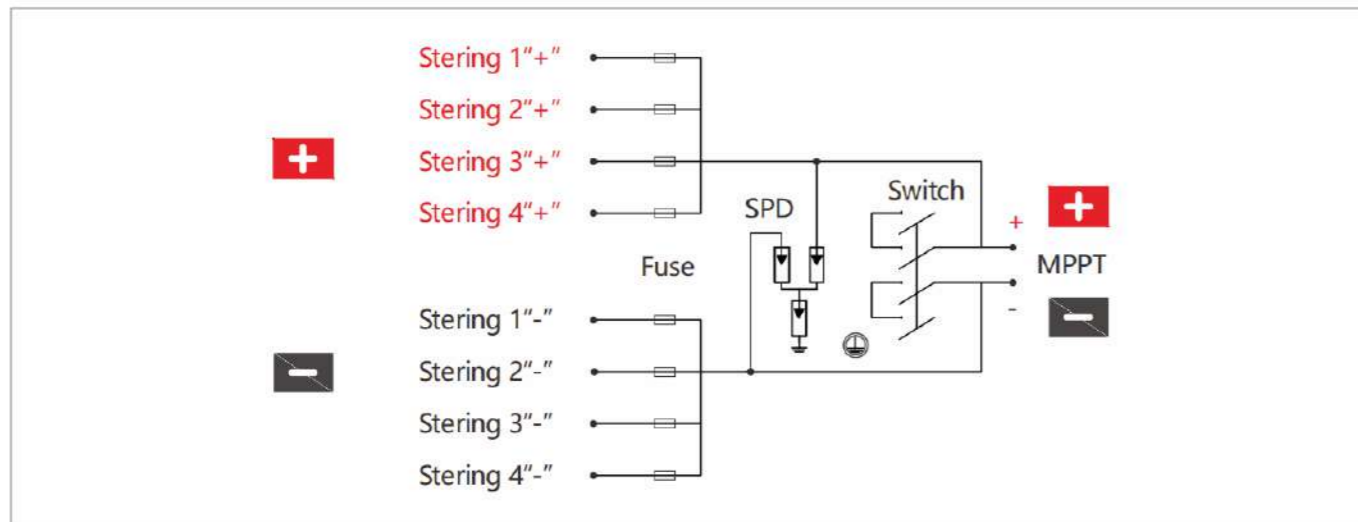 Stering 1"+"
Stering 2"+"
Stering 3"+"
Stering 4"+"
SPD
Switch
+
MPPT
-
Fuse
Stering 1"-"
Stering 2"-"
Stering 3"-"
Stering 4"-"